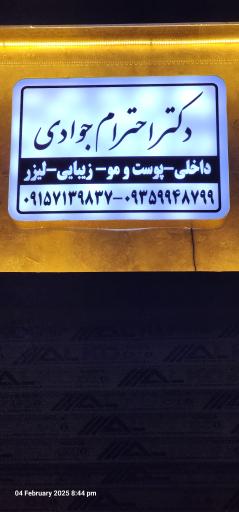 دکتر احترام جوادی
داخلی-پوست و مو- زیبایی-لیزر
۰۹۱۵۷۱۳۹۸۳۷-۰۹۳۵۹۹۴۸۷۹۹
04 February 2025 8:44 pm